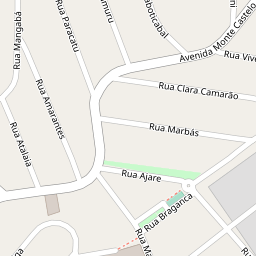 Rua Mangaba
Rua Paracatu
Avenida Monte Castelo
Rua Amarantes
Rua Clara Camarão
Rua Marbás
Rua Atalaia
Rua Ajare
Rua Bragança